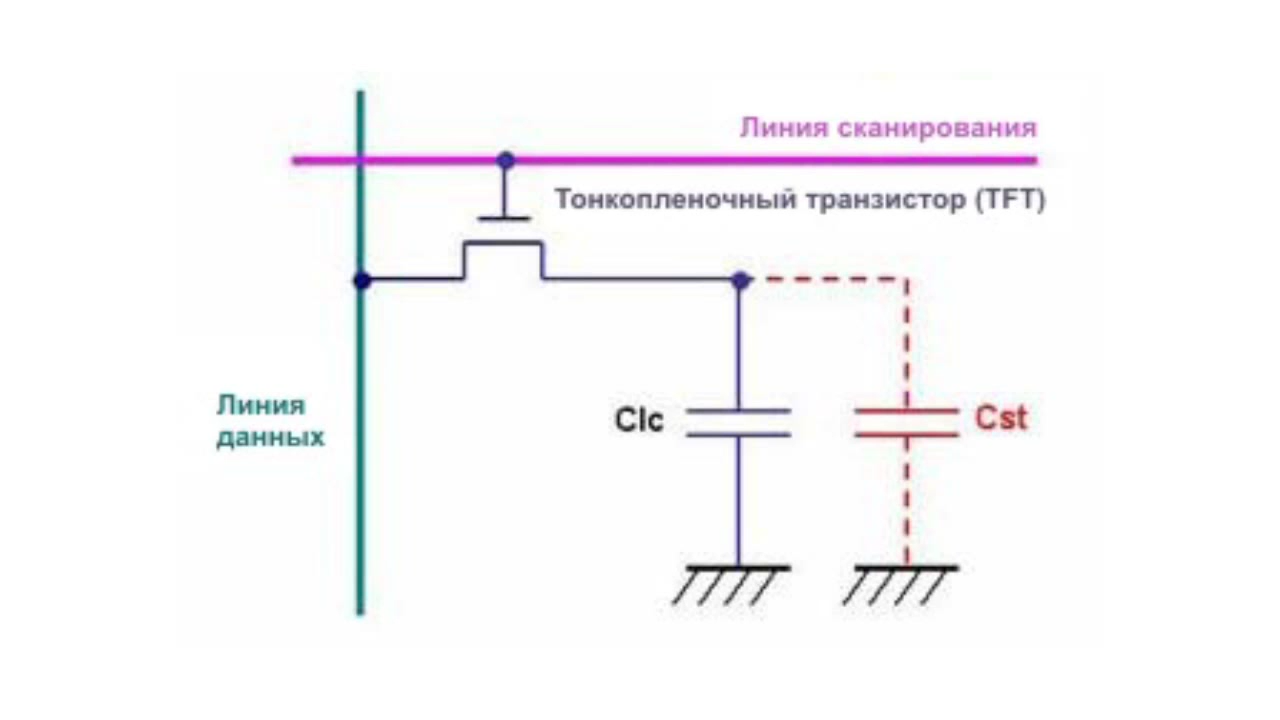 Линия сканирования
Тонкопленочный транзистор (TFT)
Линия
данных
Clc
Cst